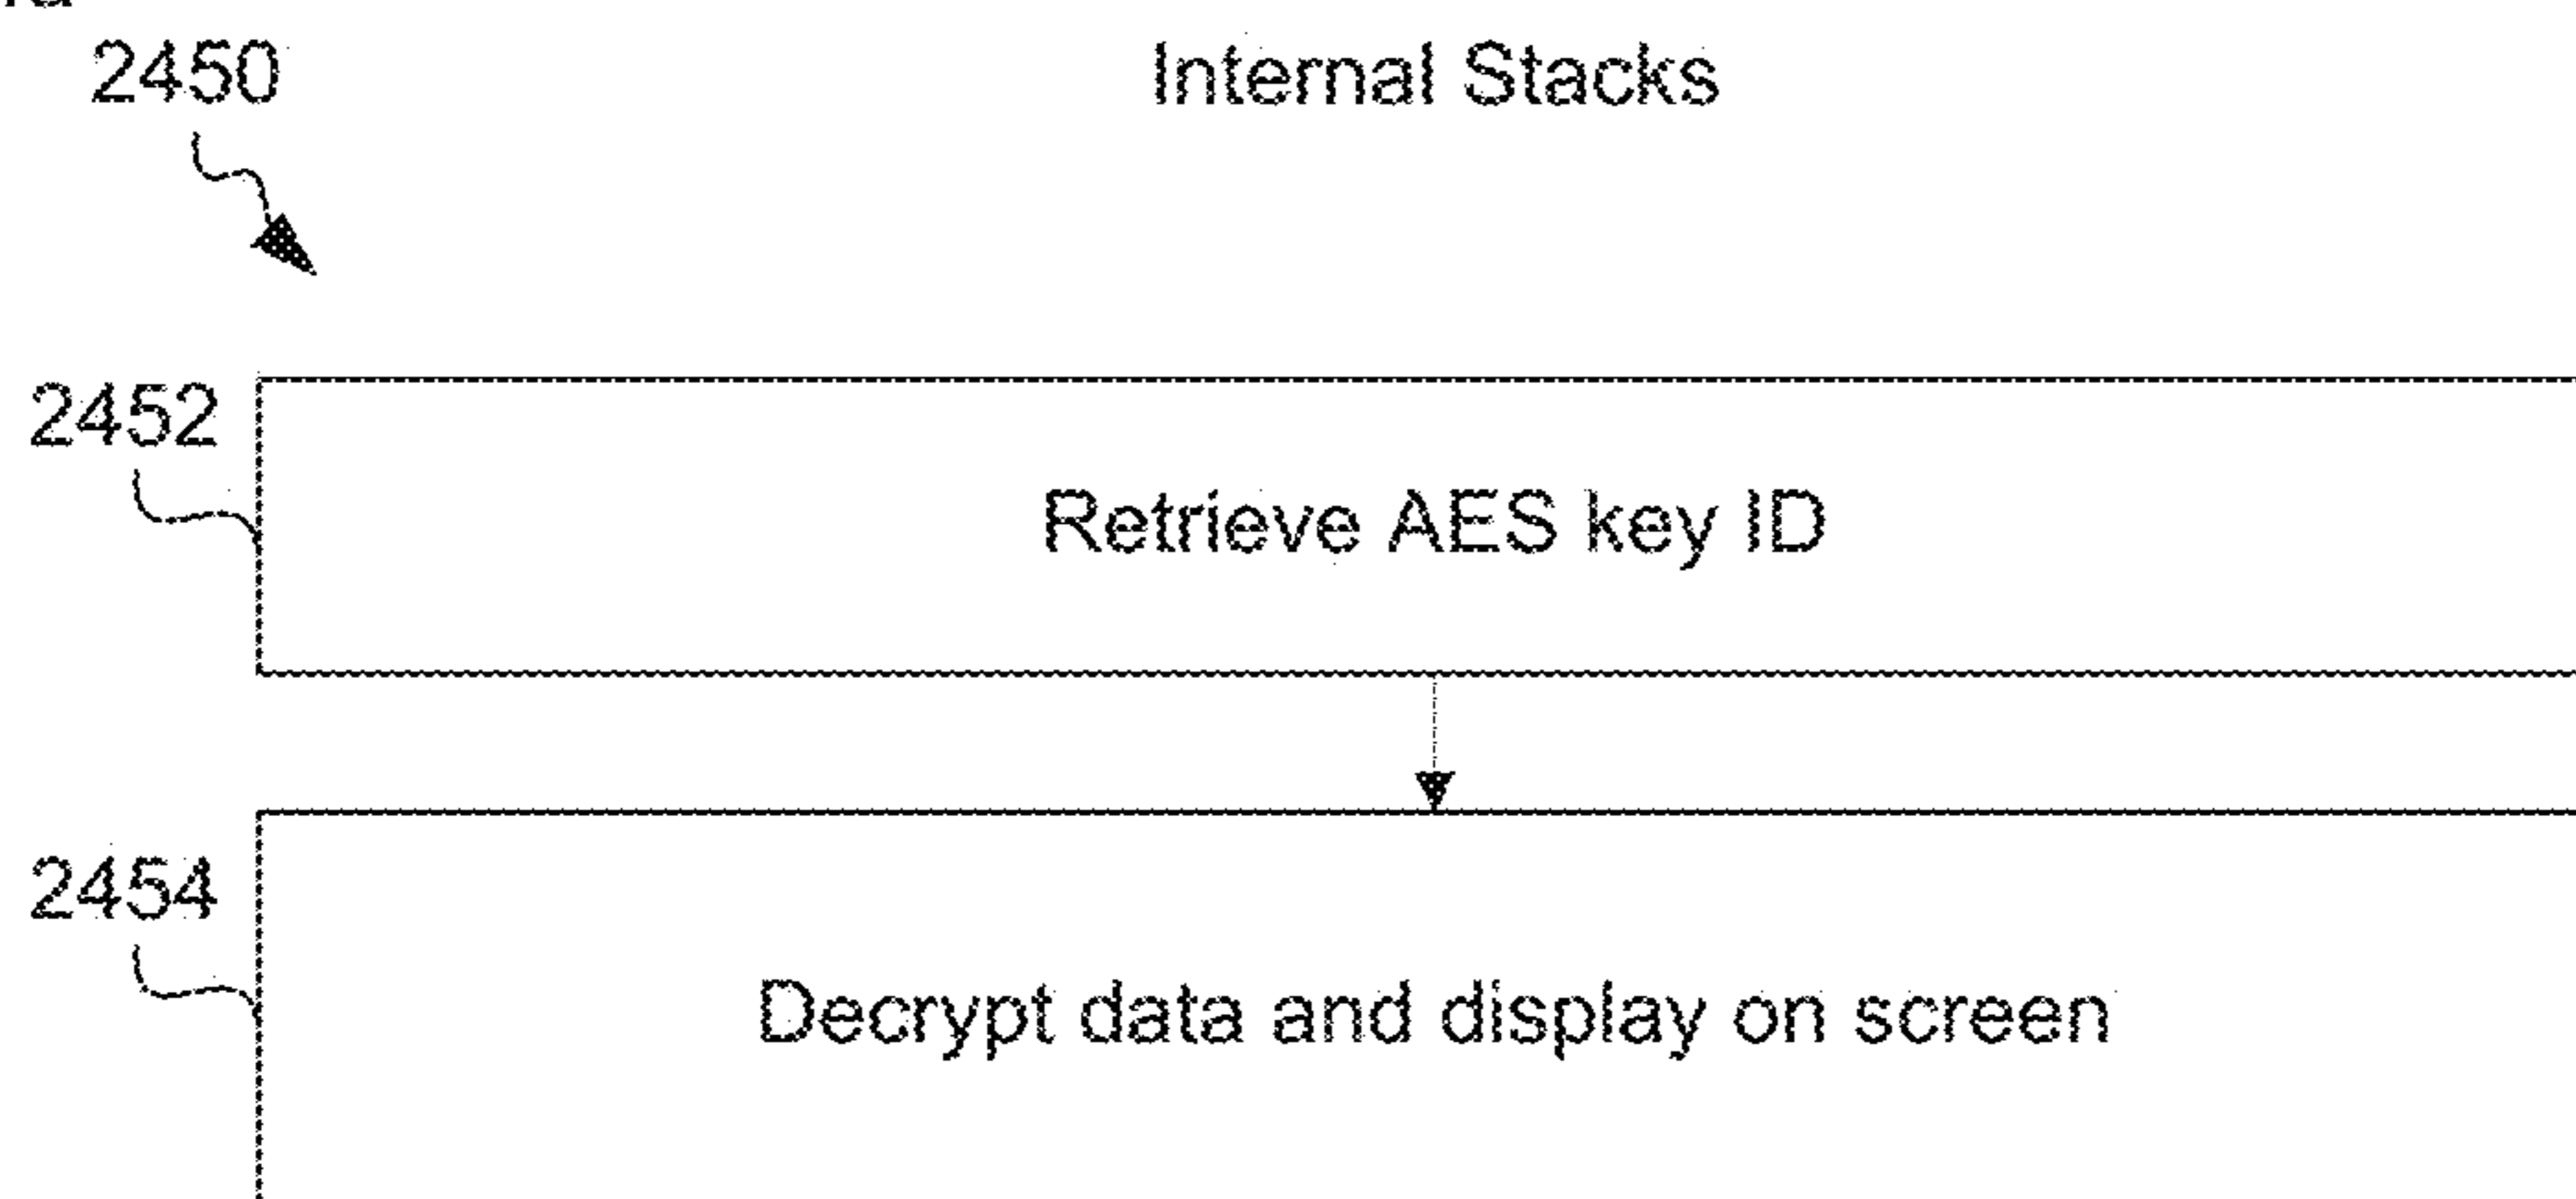 2450
Internal Stacks
2452
Retrieve AES key ID
2454
Decrypt data and display on screen